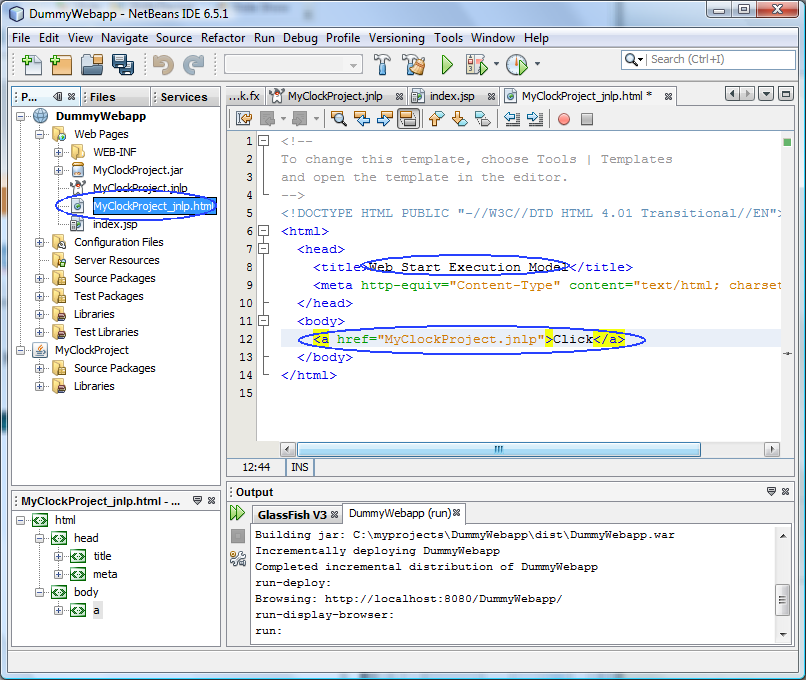 DummyWebapp - NetBeans IDE 6.5.1
File Edit View Navigate Source Refactor Run Debug Profile Versioning Tools Window Help
Search (Ctrl+I)
P... Files Services
...k.fx MyClockProject.jnlp index.jsp MyClockProject_jnlp.html *
DummyWebapp
Web Pages
WEB-INF
MyClockProject.jar
MyClockProject.jnlp
MyClockProject_jnlp.html
index.jsp
Configuration Files
Server Resources
Source Packages
Test Packages
Libraries
Test Libraries
MyClockProject
Source Packages
Libraries
1 <!--
2 To change this template, choose Tools | Templates
3 and open the template in the editor.
4 -->
5 <!DOCTYPE HTML PUBLIC "-//W3C//DTD HTML 4.01 Transitional//EN">
6 <html>
7 <head>
8 <title>Web Start Execution Model</title>
9 <meta http-equiv="Content-Type" content="text/html; charset
10 </head>
11 <body>
12 <a href="MyClockProject.jnlp">Click</a>
13 </body>
14 </html>
15
12:44 INS
MyClockProject_jnlp.html - ...
html
head
title
meta
body
a
Output
GlassFish V3 DummyWebapp (run)
Building jar: C:\myprojects\DummyWebapp\dist\DummyWebapp.war
Incrementally deploying DummyWebapp
Completed incremental distribution of DummyWebapp
run-deploy:
Browsing: http://localhost:8080/DummyWebapp/
run-display-browser:
run: